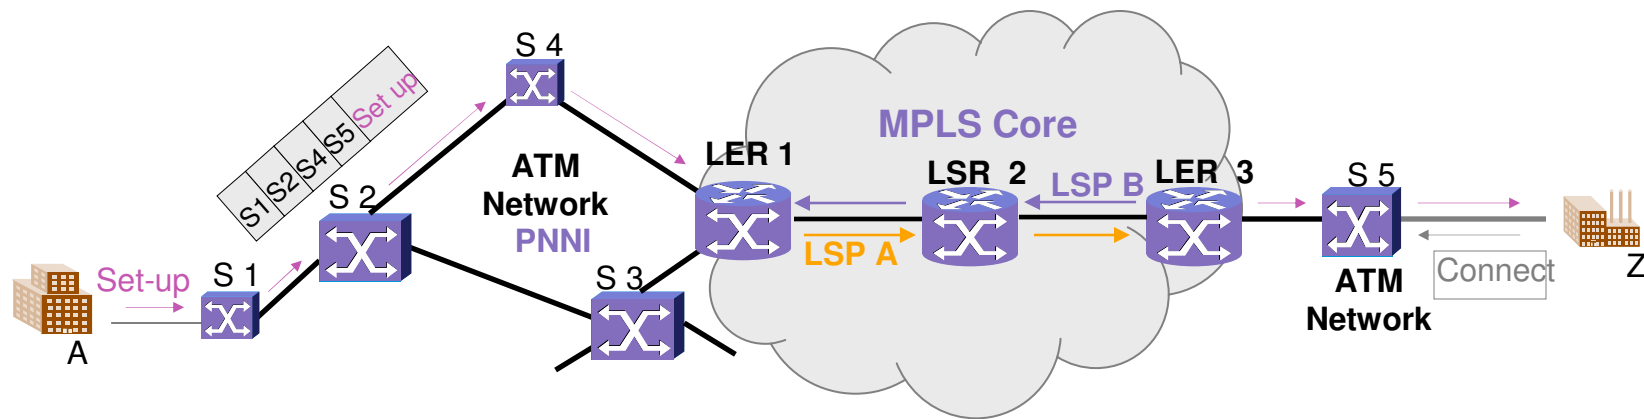 S 4
S1 S2 S4 S5 Set up
MPLS Core
LER 1
ATM
Network
PNNI
LSR 2
LSP B
LER 3
S 5
S 2
LSP A
S 3
Set-up
S 1
A
Connect
Z
ATM
Network